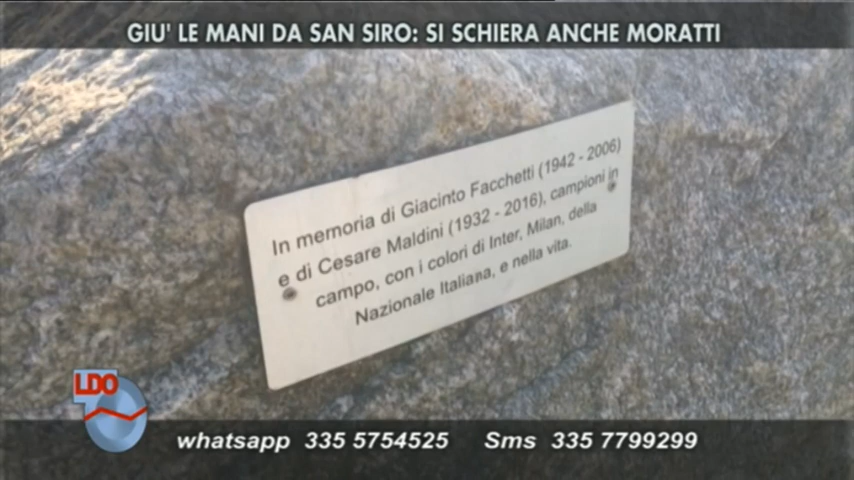 GIU' LE MANI DA SAN SIRO: SI SCHIERA ANCHE MORATTI
In memoria di Giacinto Facchetti (1942 - 2006)
e di Cesare Maldini (1932 - 2016), campioni in
campo, con i colori di Inter, Milan, della
Nazionale Italiana, e nella vita.
LDO
whatsapp 335 5754525 Sms 335 7799299